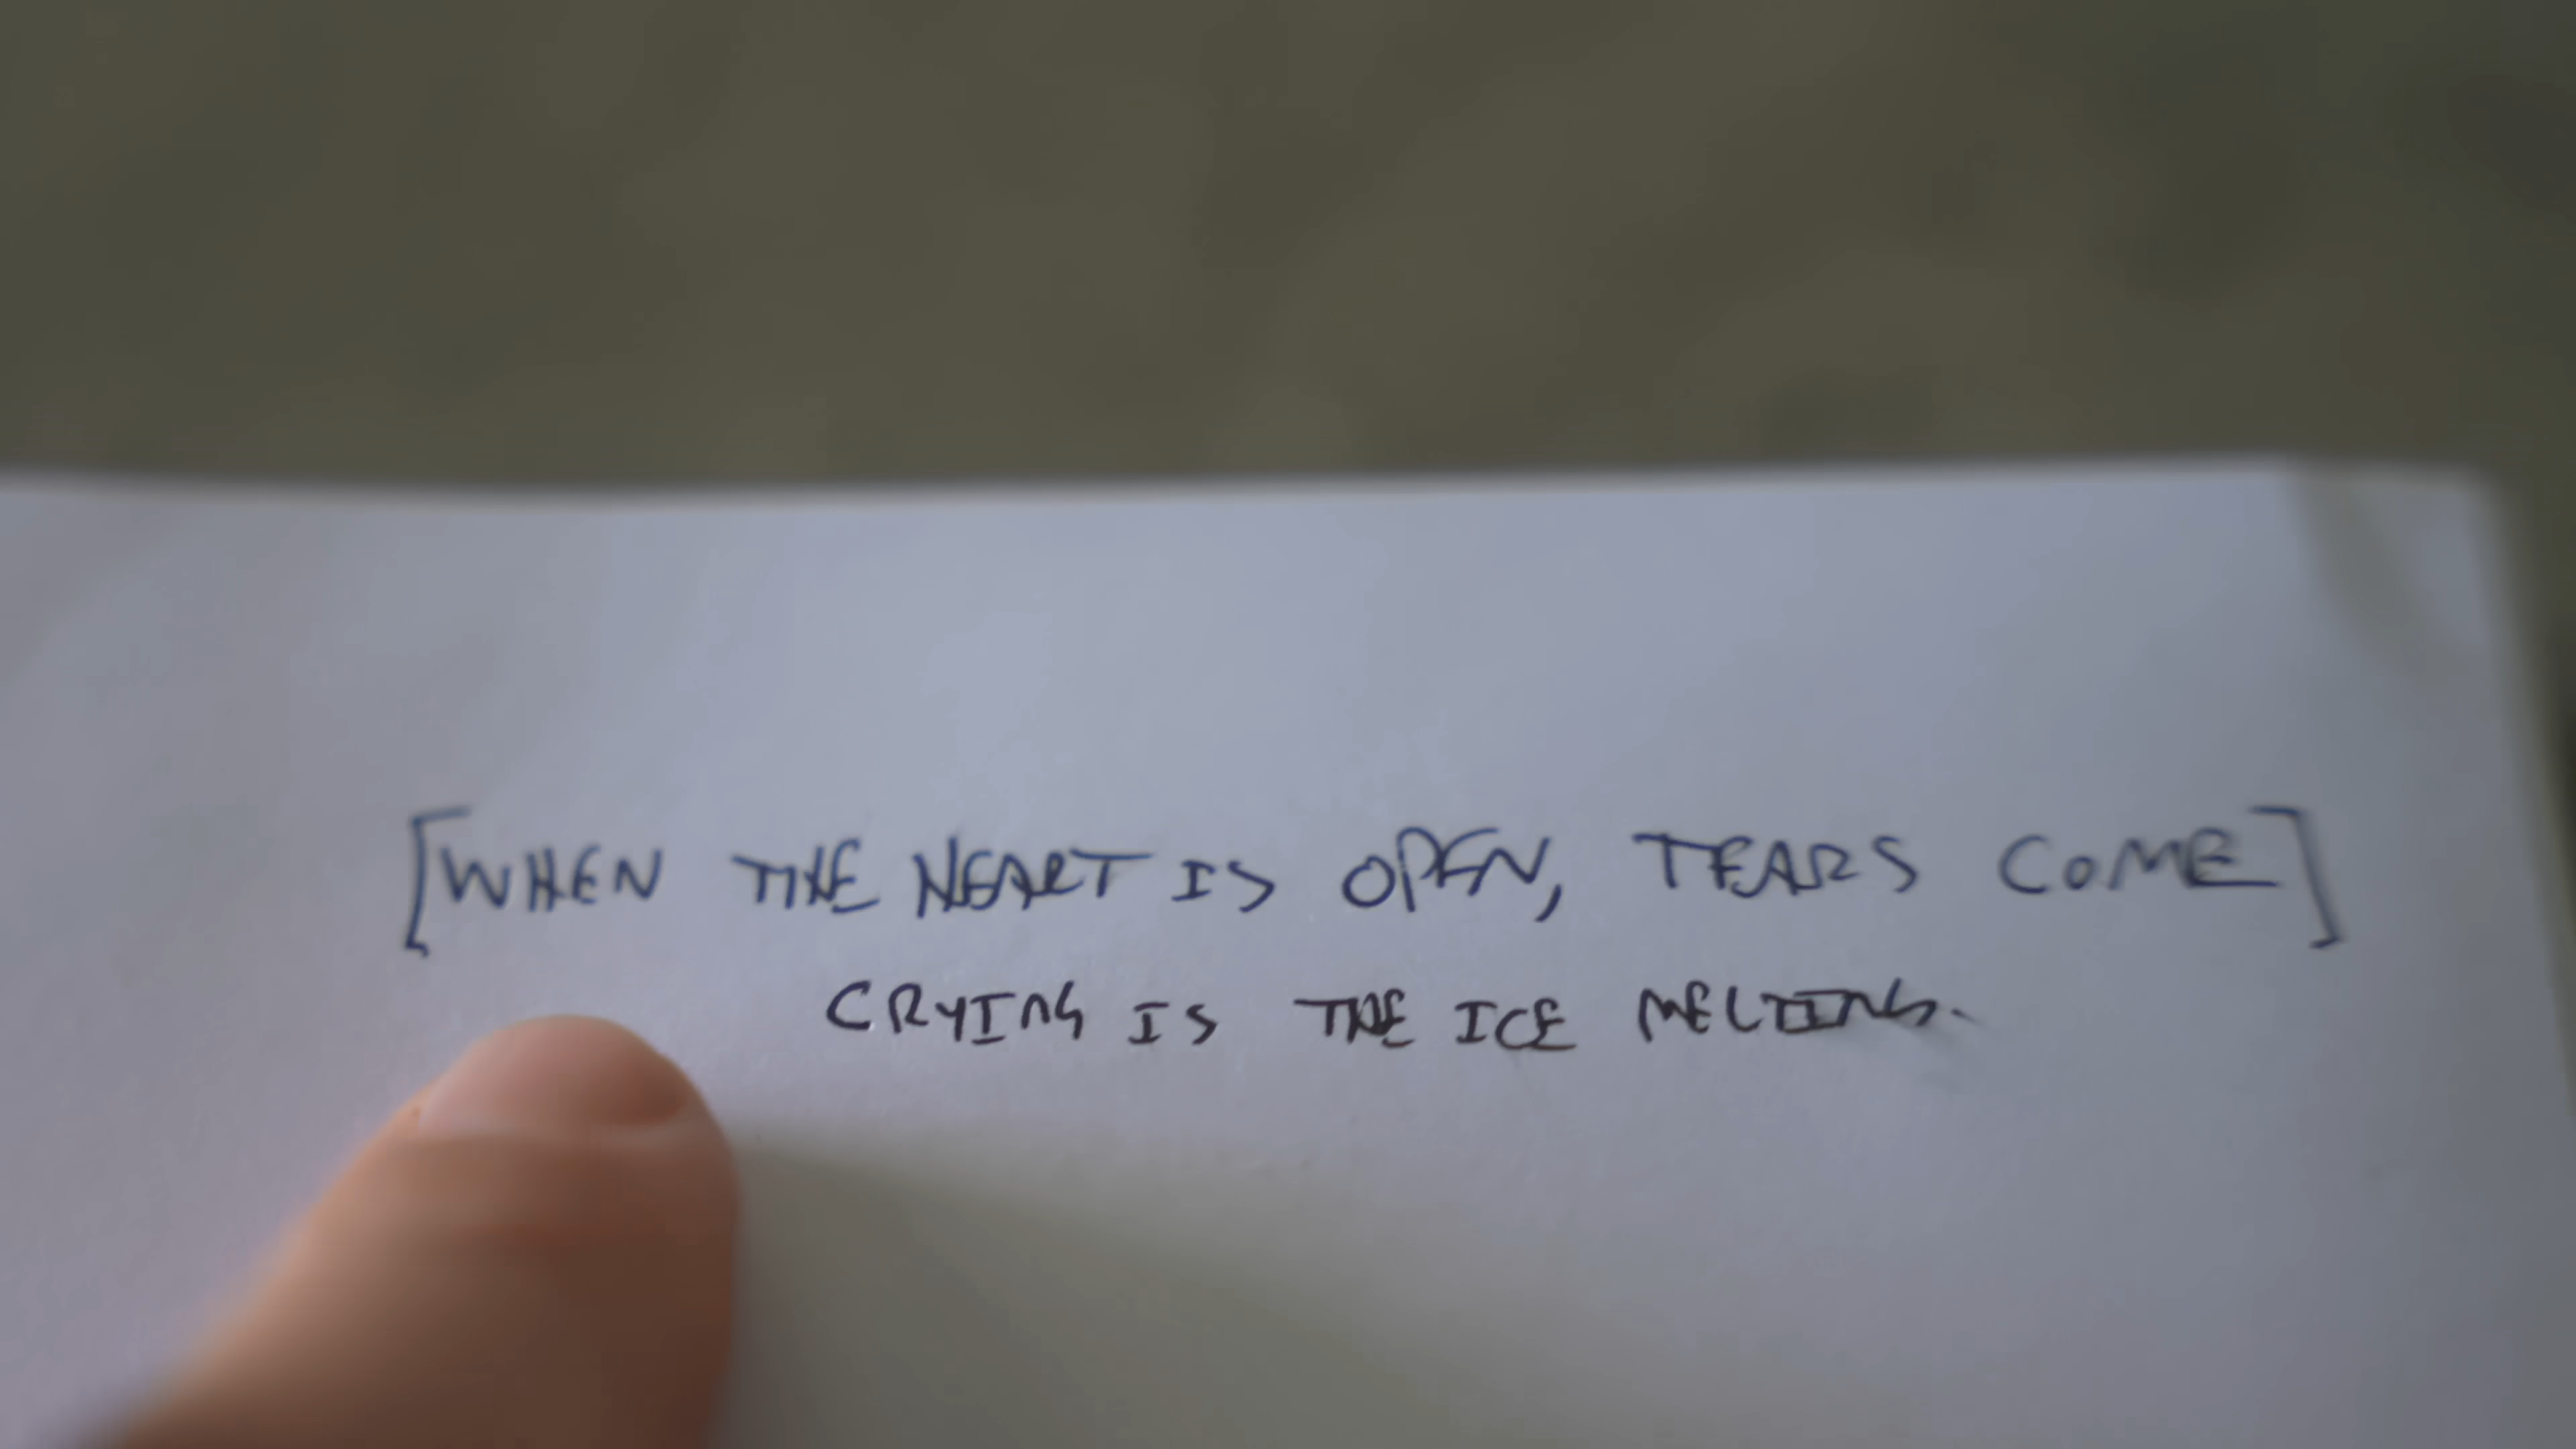 [WHEN THE HEART IS OPEN, TEARS COME]
CRYING IS THE ICE MELTING.